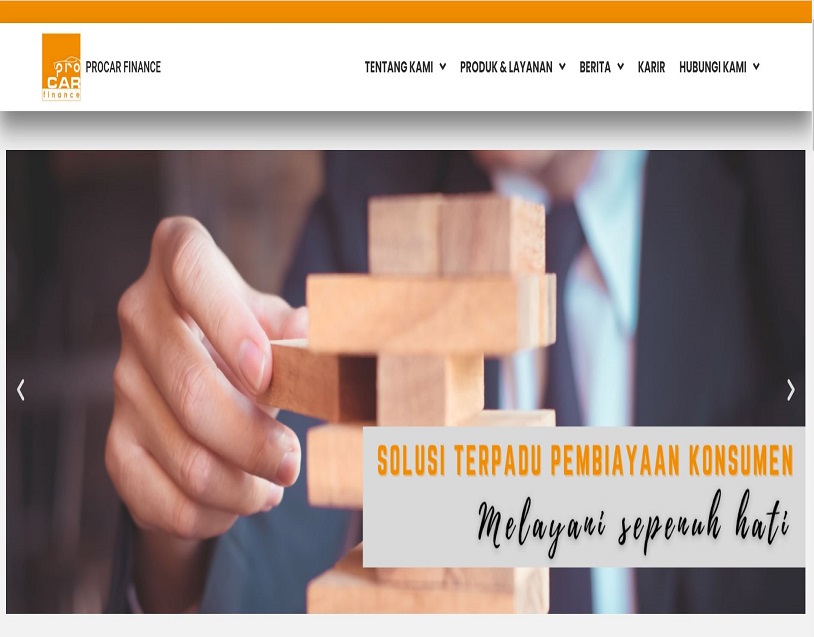 pro
CAR
finance
PROCAR FINANCE
TENTANG KAMI PRODUK & LAYANAN BERITA KARIR HUBUNGI KAMI
SOLUSI TERPADU PEMBIAYAAN KONSUMEN
Melayani sepenuh hati